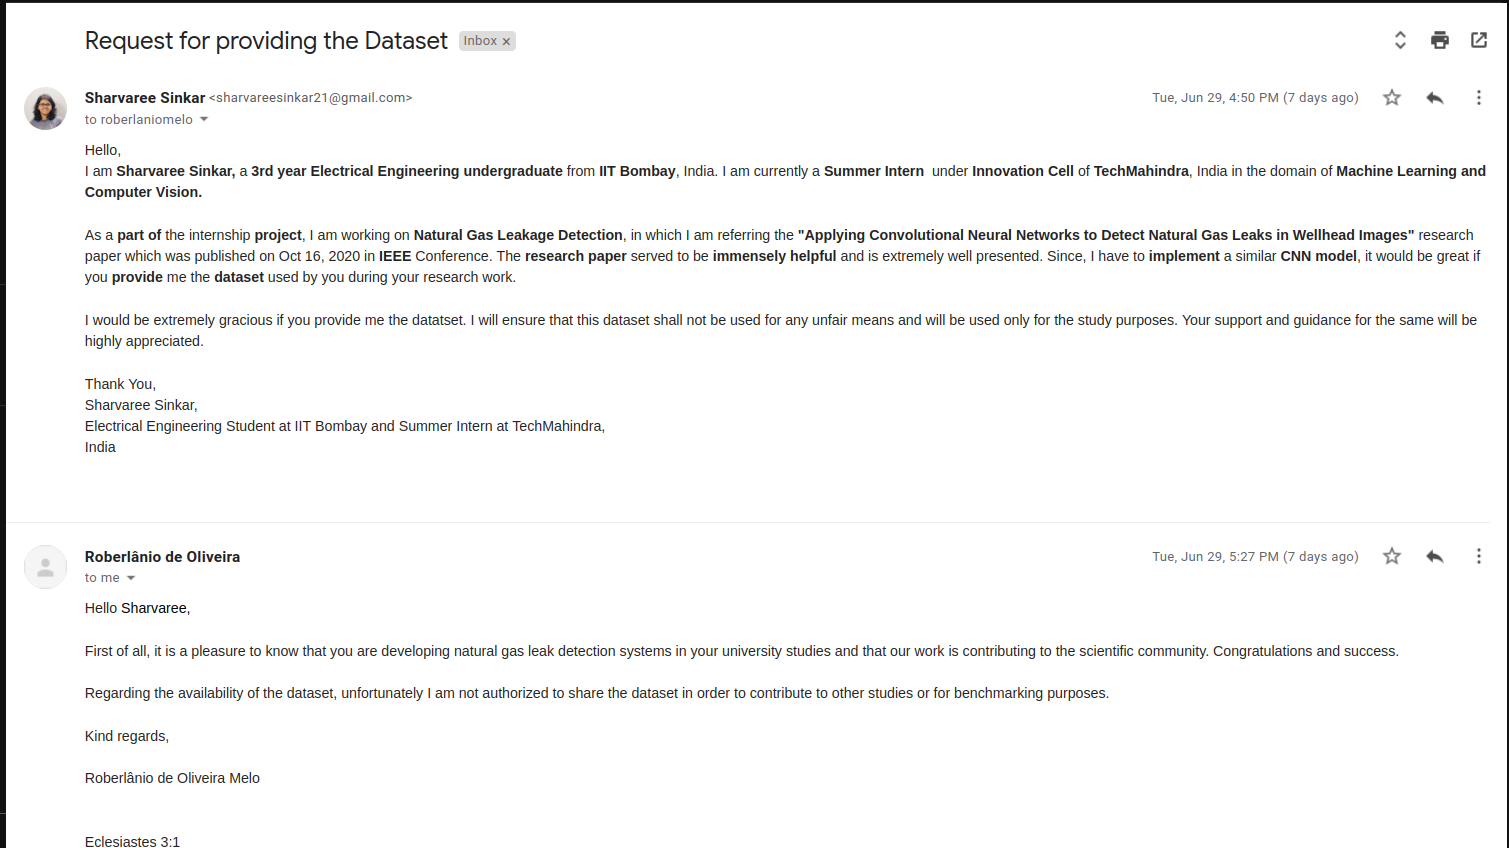 Request for providing the Dataset Inbox ×
Sharvaree Sinkar <sharvareesinkar21@gmail.com> Tue, Jun 29, 4:50 PM (7 days ago)
to roberlaniomelo
Hello,
I am Sharvaree Sinkar, a 3rd year Electrical Engineering undergraduate from IIT Bombay, India. I am currently a Summer Intern under Innovation Cell of TechMahindra, India in the domain of Machine Learning and
Computer Vision.
As a part of the internship project, I am working on Natural Gas Leakage Detection, in which I am referring the "Applying Convolutional Neural Networks to Detect Natural Gas Leaks in Wellhead Images" research
paper which was published on Oct 16, 2020 in IEEE Conference. The research paper served to be immensely helpful and is extremely well presented. Since, I have to implement a similar CNN model, it would be great if
you provide me the dataset used by you during your research work.
I would be extremely gracious if you provide me the datatset. I will ensure that this dataset shall not be used for any unfair means and will be used only for the study purposes. Your support and guidance for the same will be
highly appreciated.
Thank You,
Sharvaree Sinkar,
Electrical Engineering Student at IIT Bombay and Summer Intern at TechMahindra,
India
Roberlânio de Oliveira Tue, Jun 29, 5:27 PM (7 days ago)
to me
Hello Sharvaree,
First of all, it is a pleasure to know that you are developing natural gas leak detection systems in your university studies and that our work is contributing to the scientific community. Congratulations and success.
Regarding the availability of the dataset, unfortunately I am not authorized to share the dataset in order to contribute to other studies or for benchmarking purposes.
Kind regards,
Roberlânio de Oliveira Melo
Eclesiastes 3:1